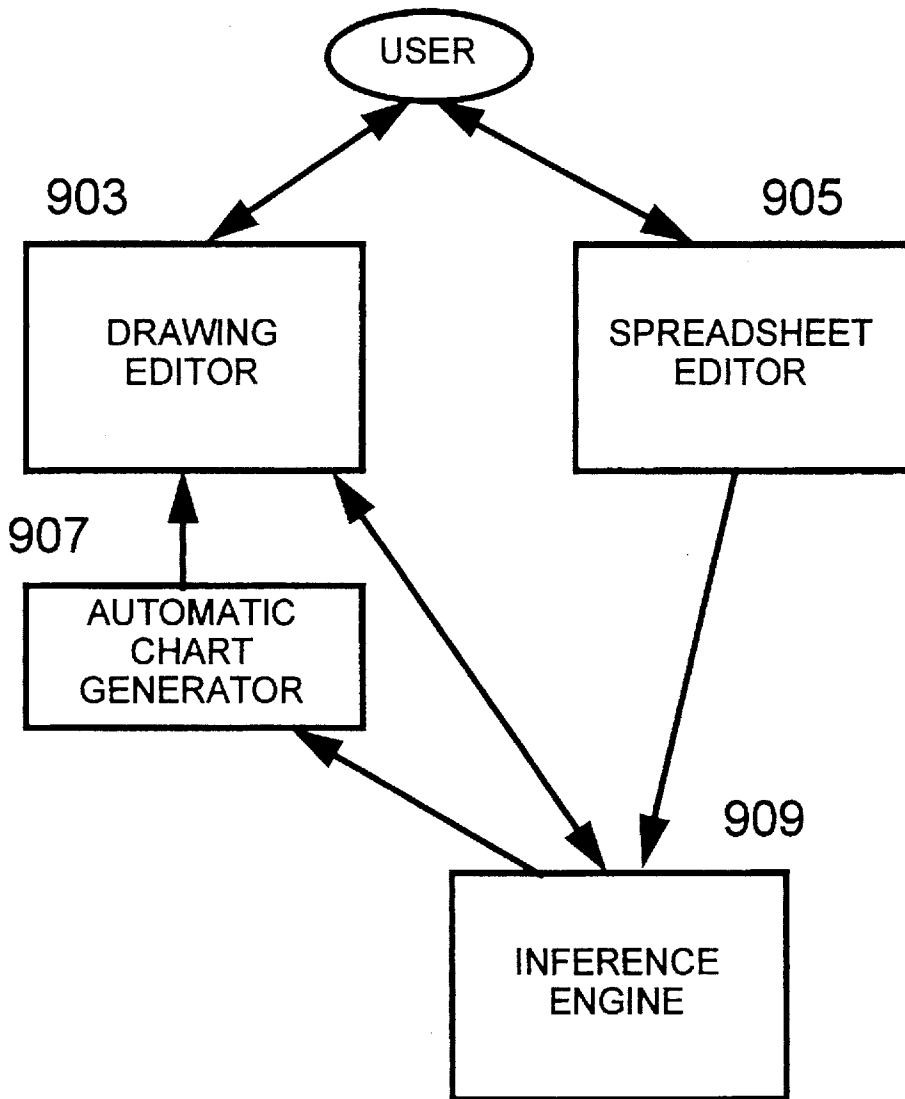 USER
903
905
DRAWING
EDITOR
SPREADSHEET
EDITOR
907
AUTOMATIC
CHART
GENERATOR
909
INFERENCE
ENGINE